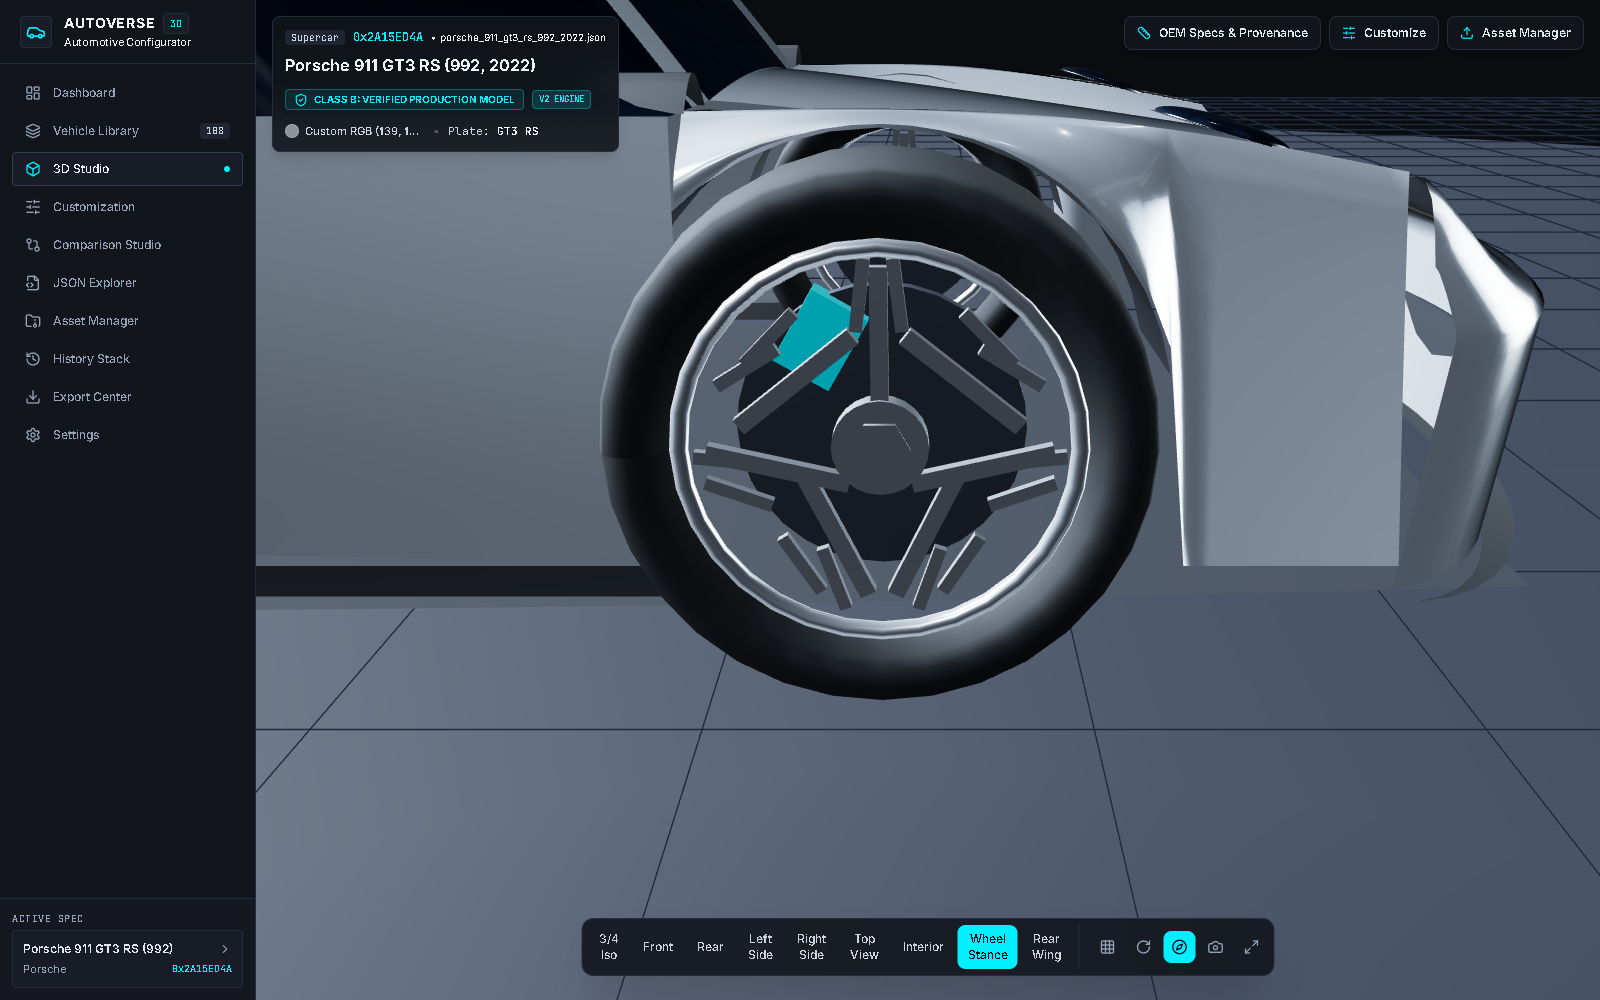 AUTOVERSE 3D
Automotive Configurator
Dashboard
Vehicle Library 188
3D Studio
Customization
Comparison Studio
JSON Explorer
Asset Manager
History Stack
Export Center
Settings
ACTIVE SPEC
Porsche 911 GT3 RS (992)
Porsche 0x2A15ED4A
Supercar 0x2A15ED4A • porsche_911_gt3_rs_992_2022.json
Porsche 911 GT3 RS (992, 2022)
CLASS B: VERIFIED PRODUCTION MODEL V2 ENGINE
Custom RGB (139, 1... • Plate: GT3 RS
OEM Specs & Provenance
Customize
Asset Manager
3/4 Iso
Front
Rear
Left Side
Right Side
Top View
Interior
Wheel Stance
Rear Wing